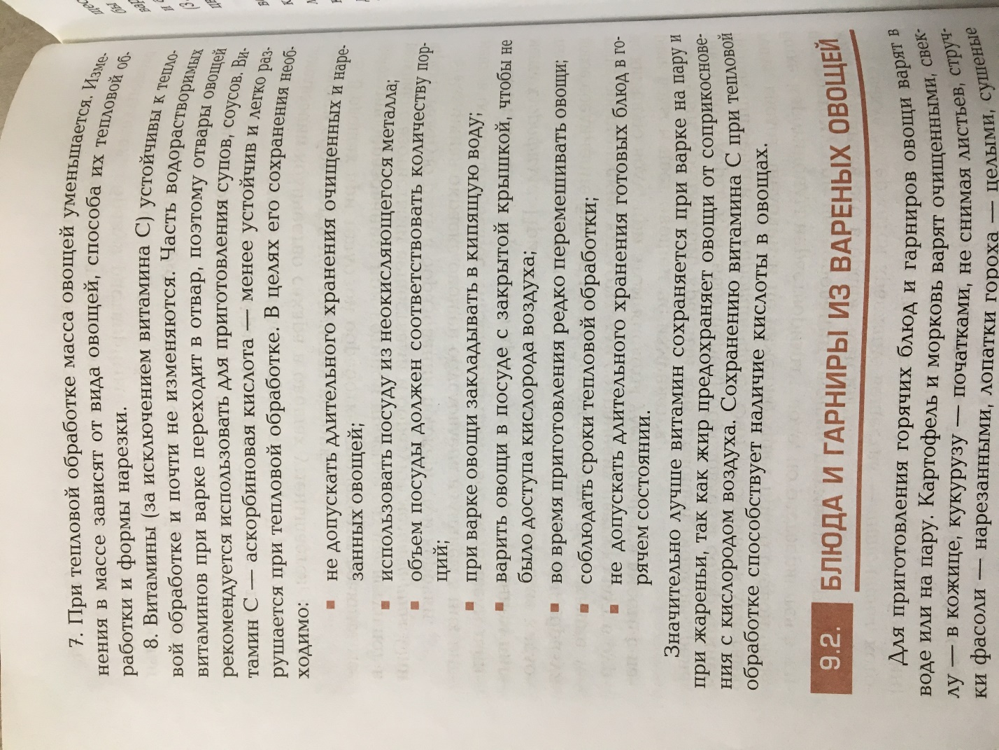 7. При тепловой обработке масса овощей уменьшается. Изме-
нения в массе зависят от вида овощей, способа их тепловой об-
работки и формы нарезки.
8. Витамины (за исключением витамина С) устойчивы к тепло-
вой обработке и почти не изменяются. Часть водорастворимых
витаминов при варке переходит в отвар, поэтому отвары овощей
рекомендуется использовать для приготовления супов, соусов. Ви-
тамин С — аскорбиновая кислота — менее устойчив и легко раз-
рушается при тепловой обработке. В целях его сохранения необ-
ходимо:
■ не допускать длительного хранения очищенных и наре-
занных овощей;
■ использовать посуду из неокисляющегося металла;
■ объем посуды должен соответствовать количеству пор-
ций;
■ при варке овощи закладывать в кипящую воду;
■ варить овощи в посуде с закрытой крышкой, чтобы не
было доступа кислорода воздуха;
■ во время приготовления редко перемешивать овощи;
■ соблюдать сроки тепловой обработки;
■ не допускать длительного хранения готовых блюд в го-
рячем состоянии.
Значительно лучше витамин сохраняется при варке на пару и
при жареньи, так как жир предохраняет овощи от соприкоснове-
ния с кислородом воздуха. Сохранению витамина С при тепловой
обработке способствует наличие кислоты в овощах.
9.2. БЛЮДА И ГАРНИРЫ ИЗ ВАРЕНЫХ ОВОЩЕЙ
Для приготовления горячих блюд и гарниров овощи варят в
воде или на пару. Картофель и морковь варят очищенными, свек-
лу — в кожице, кукурузу — початками, не снимая листьев, струч-
ки фасоли — нарезанными, лопатки гороха — целыми, сушеные